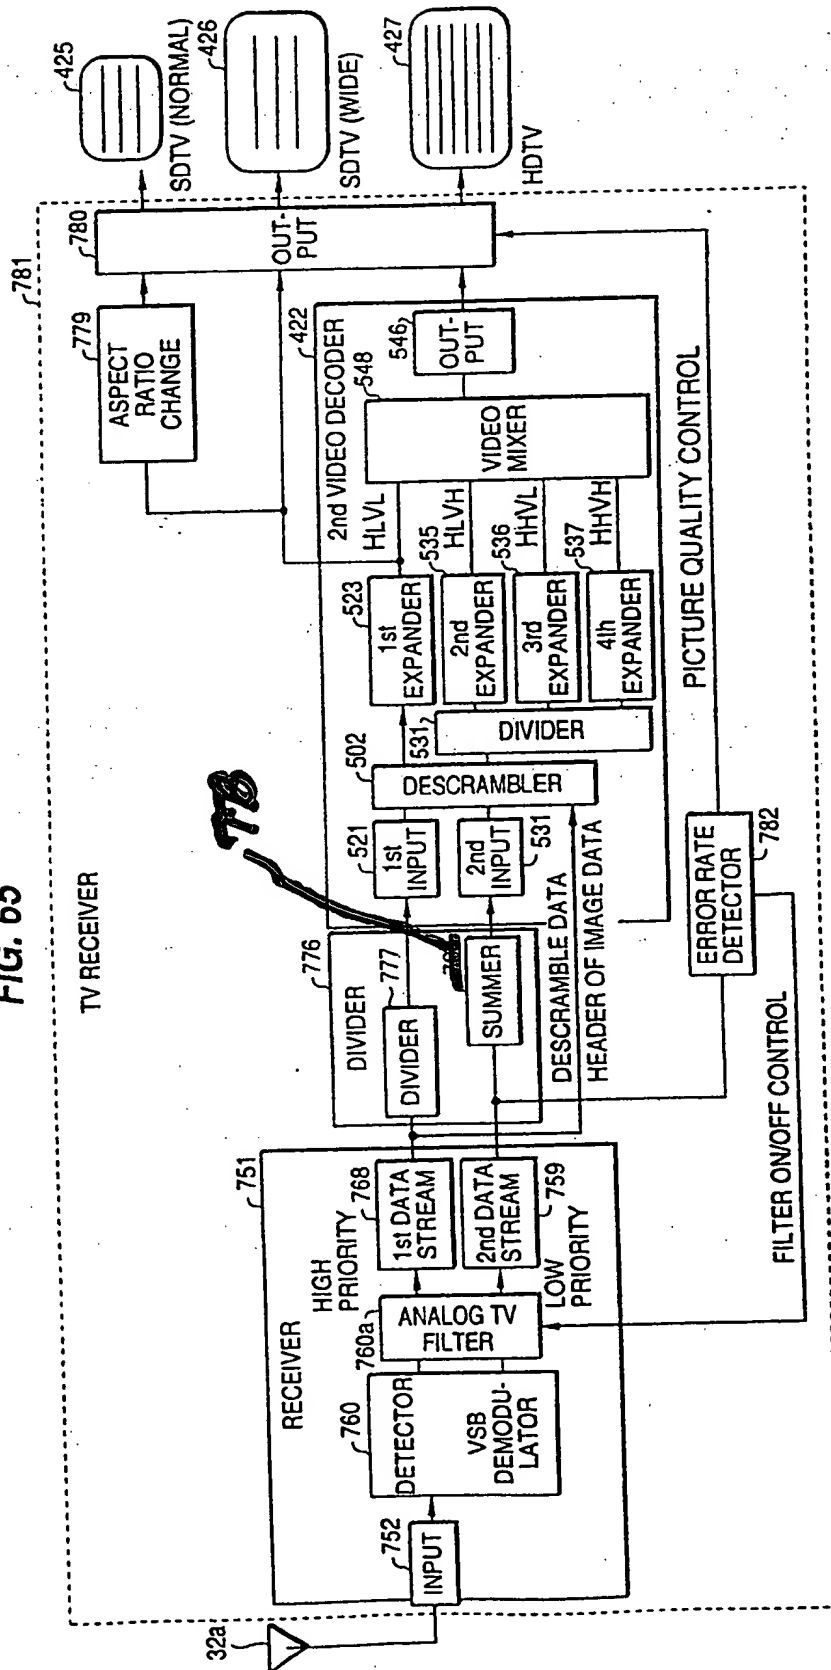 FIG. 65
781
TV RECEIVER
32a
752
INPUT
751
RECEIVER
760
DETECTOR
VSB
DEMODU-
LATOR
760a
ANALOG TV
FILTER
HIGH
PRIORITY
768
1st DATA
STREAM
2nd DATA
STREAM
759
LOW
PRIORITY
776
DIVIDER
777
DIVIDER
778
SUMMER
DESCRAMBLE DATA
HEADER OF IMAGE DATA
422
2nd VIDEO DECODER
521
1st
INPUT
2nd
INPUT
531
502
DESCRAMBLER
531
DIVIDER
523
1st
EXPANDER
HLVL
535
2nd
EXPANDER
HLVH
536
3rd
EXPANDER
HHVL
537
4th
EXPANDER
HHVH
548
VIDEO
MIXER
546
OUT-
PUT
779
ASPECT
RATIO
CHANGE
780
OUT-
PUT
425
SDTV (NORMAL)
426
SDTV (WIDE)
427
HDTV
ERROR RATE
DETECTOR
782
FILTER ON/OFF CONTROL
PICTURE QUALITY CONTROL